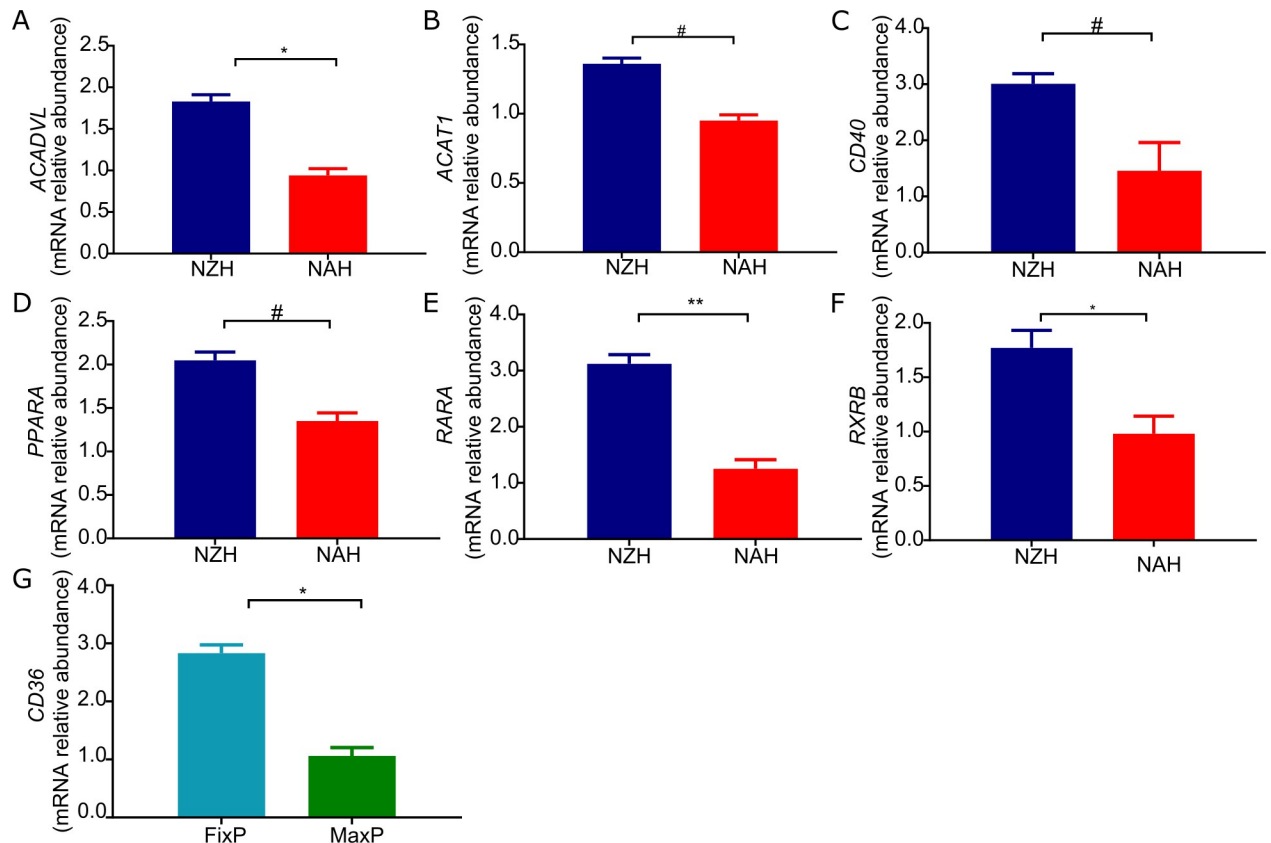 A
ACADVL
(mRNA relative abundance)
2.5
2.0
1.5
1.0
0.5
0.0
*
NZH NAH
B
ACAT1
(mRNA relative abundance)
1.5
1.0
0.5
0.0
#
NZH NAH
C
CD40
(mRNA relative abundance)
4.0
3.0
2.0
1.0
0.0
#
NZH NAH
D
PPARA
(mRNA relative abundance)
2.5
2.0
1.5
1.0
0.5
0.0
#
NZH NAH
E
RARA
(mRNA relative abundance)
4.0
3.0
2.0
1.0
0.0
**
NZH NAH
F
RXRB
(mRNA relative abundance)
2.0
1.5
1.0
0.5
0.0
*
NZH NAH
G
CD36
(mRNA relative abundance)
4.0
3.0
2.0
1.0
0.0
*
FixP MaxP